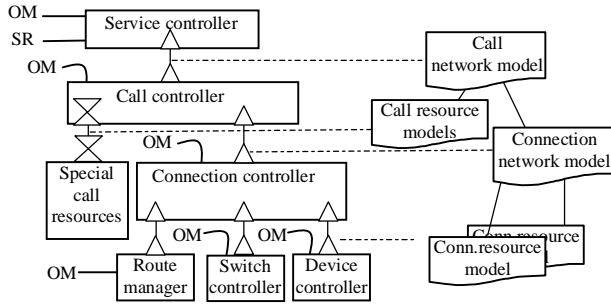 OM
Service controller
SR
Call
network model
OM
Call controller
Call resource
models
Connection
network model
OM
Special
call
resources
Connection controller
OM
OM
Conn.resource
Conn.resource
model
OM
Route
manager
Switch
controller
Device
controller